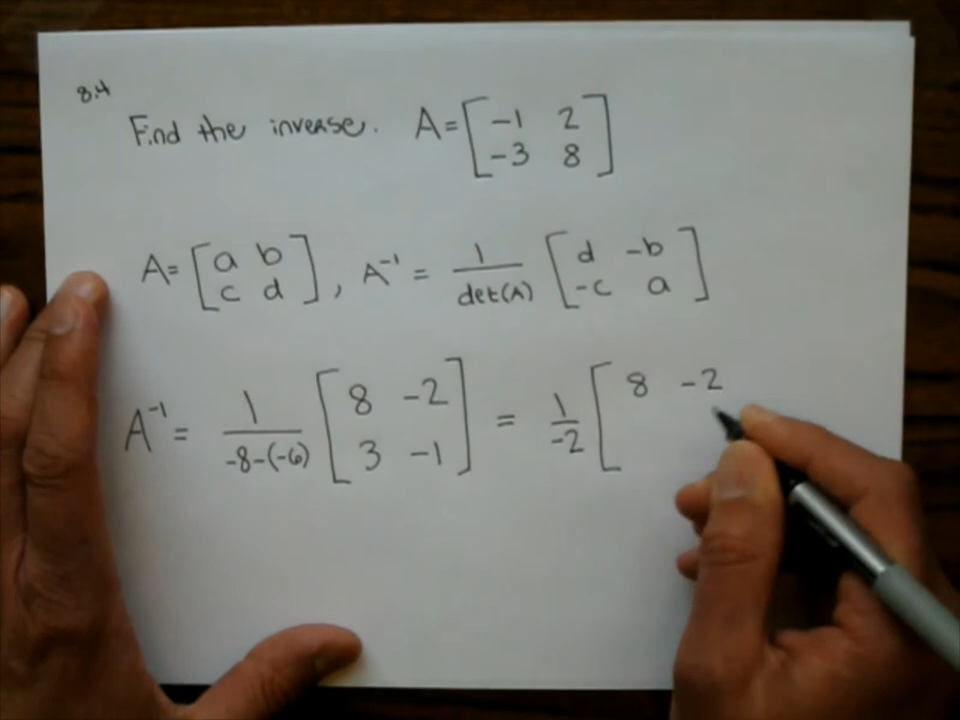 8.4
Find the inverse. A = [ -1 2
-3 8 ]
A = [ a b
c d ] , A⁻¹ = 1/det(A) [ d -b
-c a ]
A⁻¹ = 1/-8-(-6) [ 8 -2
3 -1 ] = 1/-2 [ 8 -2